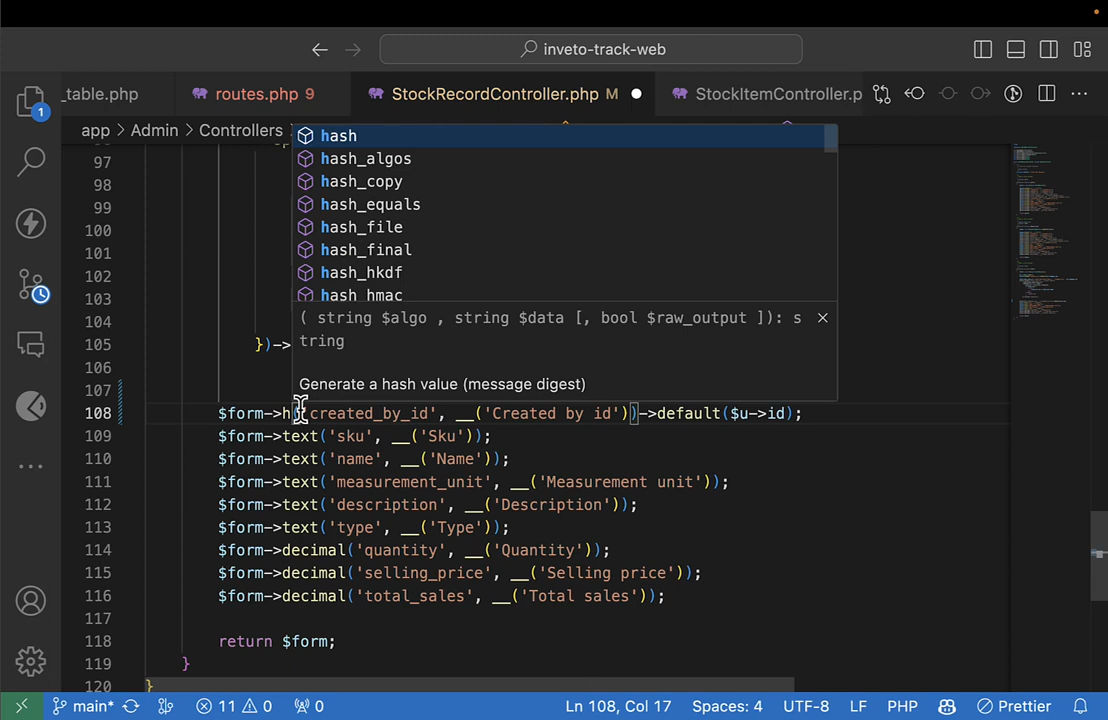 inveto-track-web
_table.php
routes.php 9
StockRecordController.php M
StockItemController.p
app > Admin > Controllers
hash
hash_algos
hash_copy
hash_equals
hash_file
hash_final
hash_hkdf
hash_hmac
( string $algo , string $data [, bool $raw_output ]): s
tring
Generate a hash value (message digest)
97
98
99
100
101
102
103
104
105 })->
106
107
108 $form->h('created_by_id', __('Created by id'))->default($u->id);
109 $form->text('sku', __('Sku'));
110 $form->text('name', __('Name'));
111 $form->text('measurement_unit', __('Measurement unit'));
112 $form->text('description', __('Description'));
113 $form->text('type', __('Type'));
114 $form->decimal('quantity', __('Quantity'));
115 $form->decimal('selling_price', __('Selling price'));
116 $form->decimal('total_sales', __('Total sales'));
117
118 return $form;
119 }
120 }
1
main* 11 0 0 Ln 108, Col 17 Spaces: 4 UTF-8 LF PHP Prettier